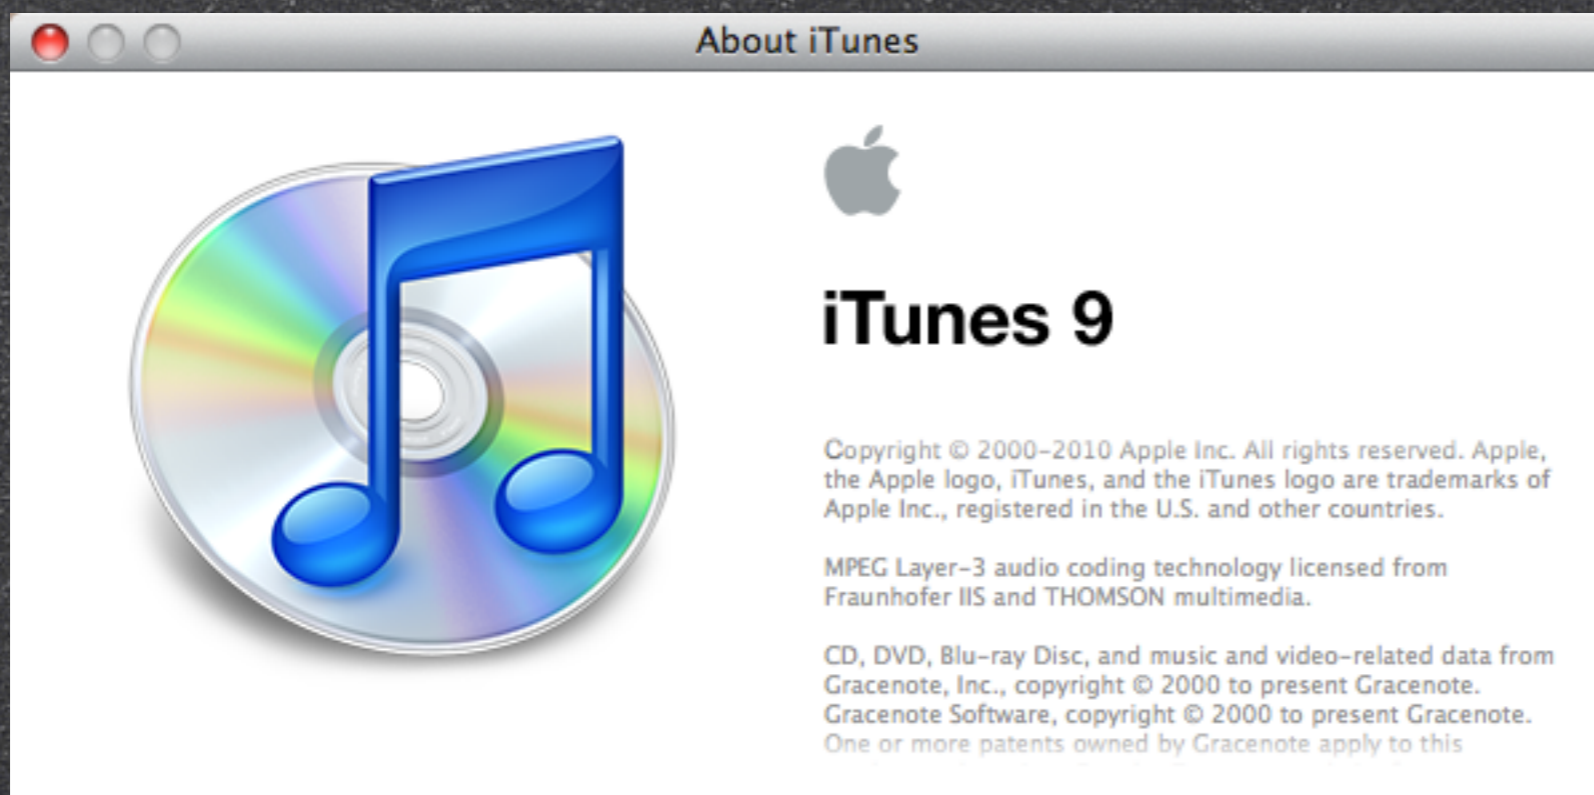 About iTunes
iTunes 9
Copyright © 2000–2010 Apple Inc. All rights reserved. Apple,
the Apple logo, iTunes, and the iTunes logo are trademarks of
Apple Inc., registered in the U.S. and other countries.
MPEG Layer–3 audio coding technology licensed from
Fraunhofer IIS and THOMSON multimedia.
CD, DVD, Blu–ray Disc, and music and video–related data from
Gracenote, Inc., copyright © 2000 to present Gracenote.
Gracenote Software, copyright © 2000 to present Gracenote.
One or more patents owned by Gracenote apply to this